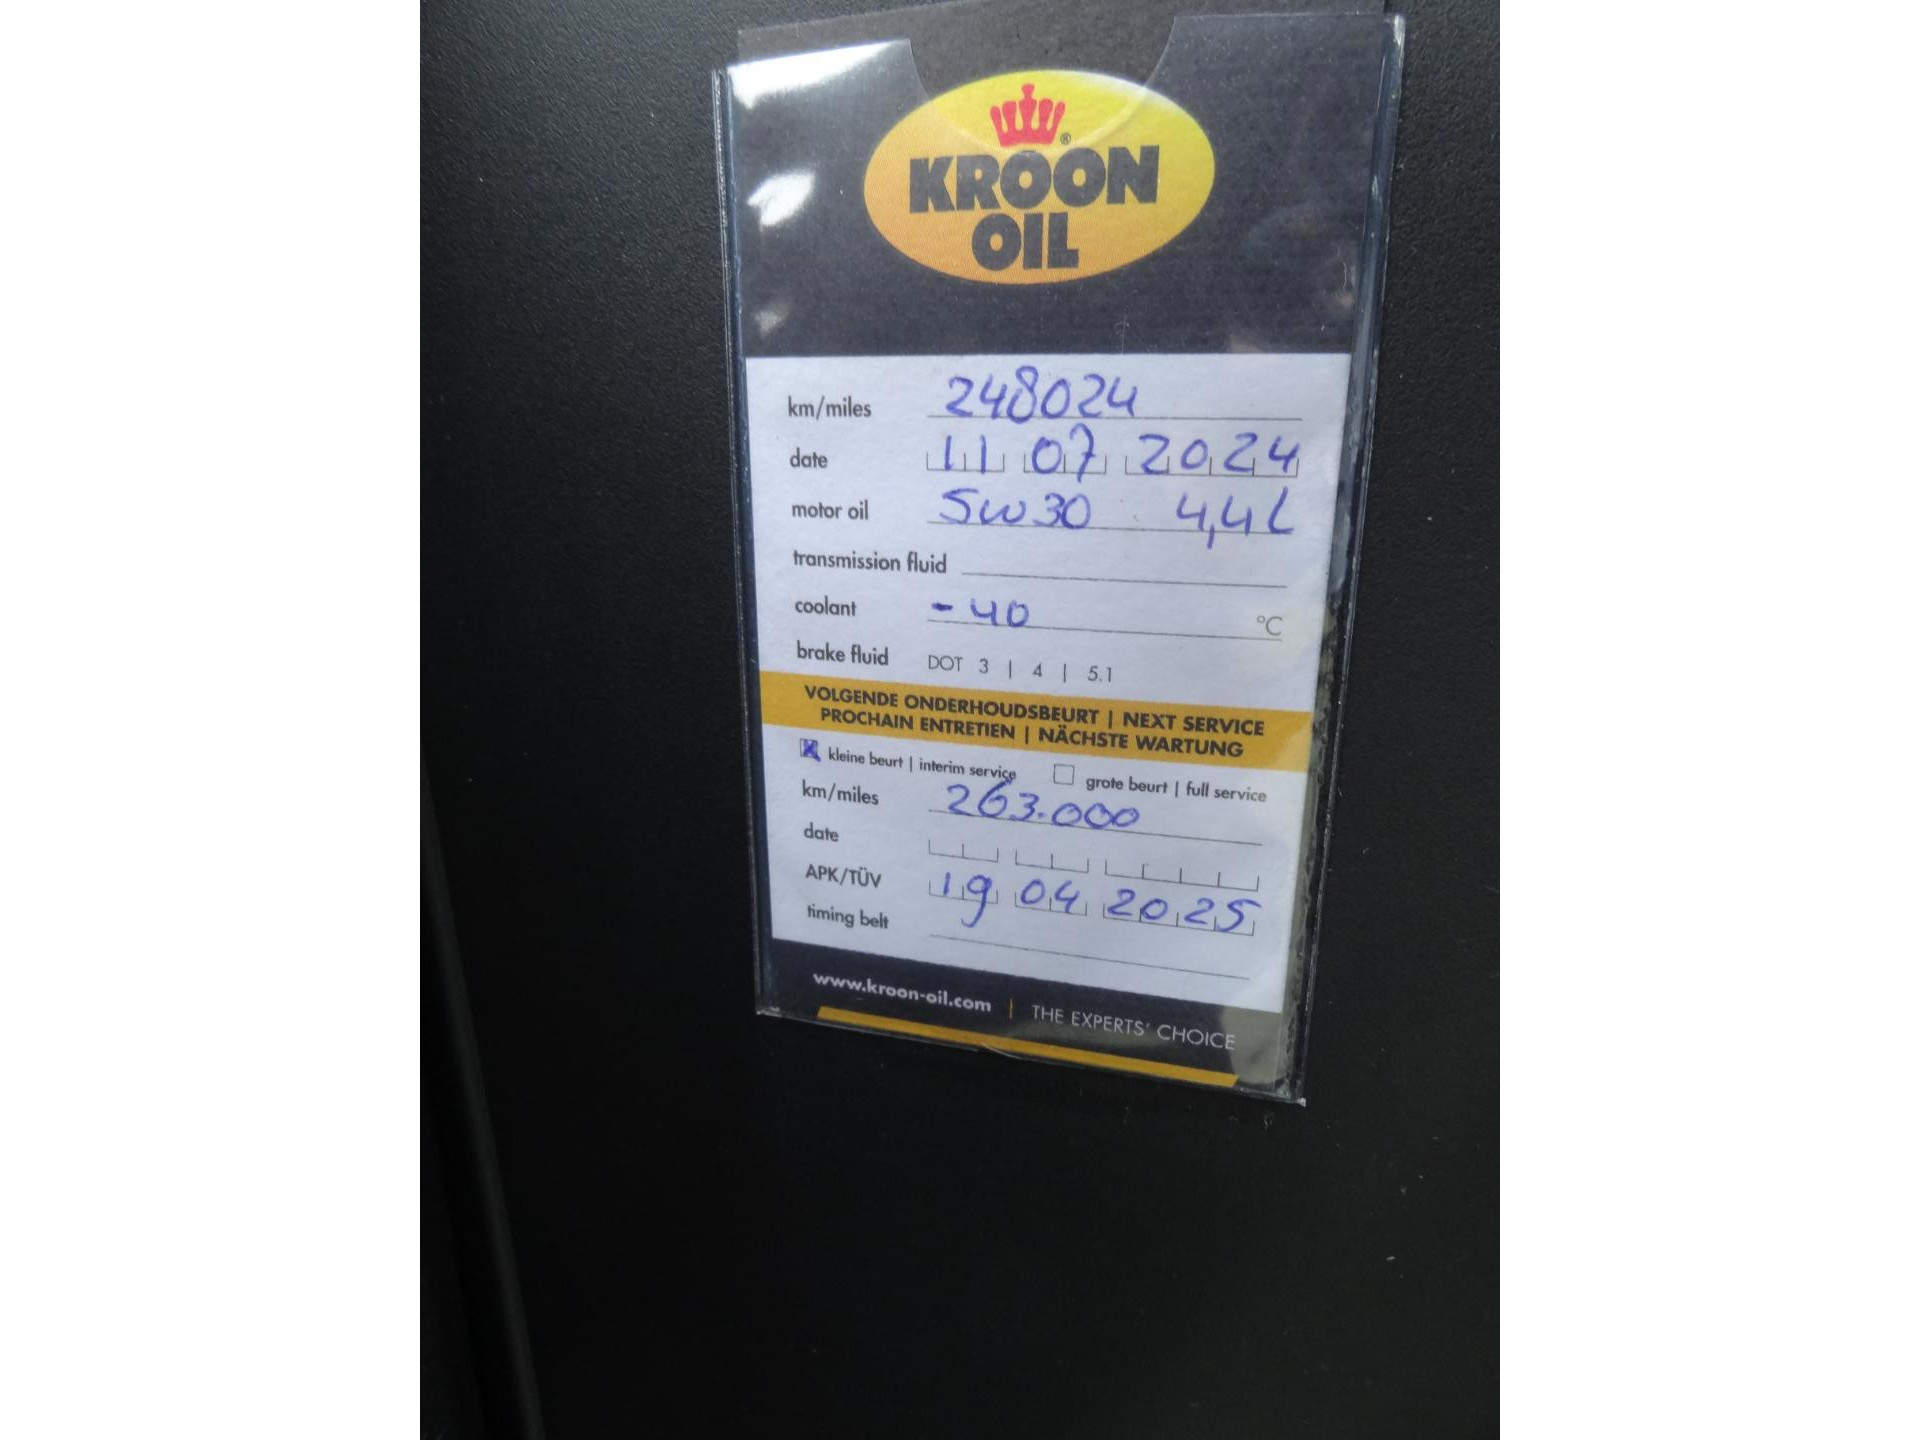 KROON
OIL
®
km/miles 248024
date 11 07 2024
motor oil 5w30 4,4L
transmission fluid
coolant - 40 °C
brake fluid DOT 3 | 4 | 5.1
VOLGENDE ONDERHOUDSBEURT | NEXT SERVICE
PROCHAIN ENTRETIEN | NÄCHSTE WARTUNG
kleine beurt | interim service grote beurt | full service
km/miles 263.000
date
APK/TÜV 19 04 2025
timing belt
www.kroon-oil.com | THE EXPERTS' CHOICE